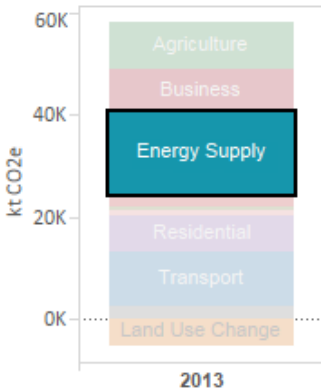 60K
Agriculture
Business
40K
Energy Supply
kt CO2e
20K
Residential
Transport
0K
Land Use Change
2013